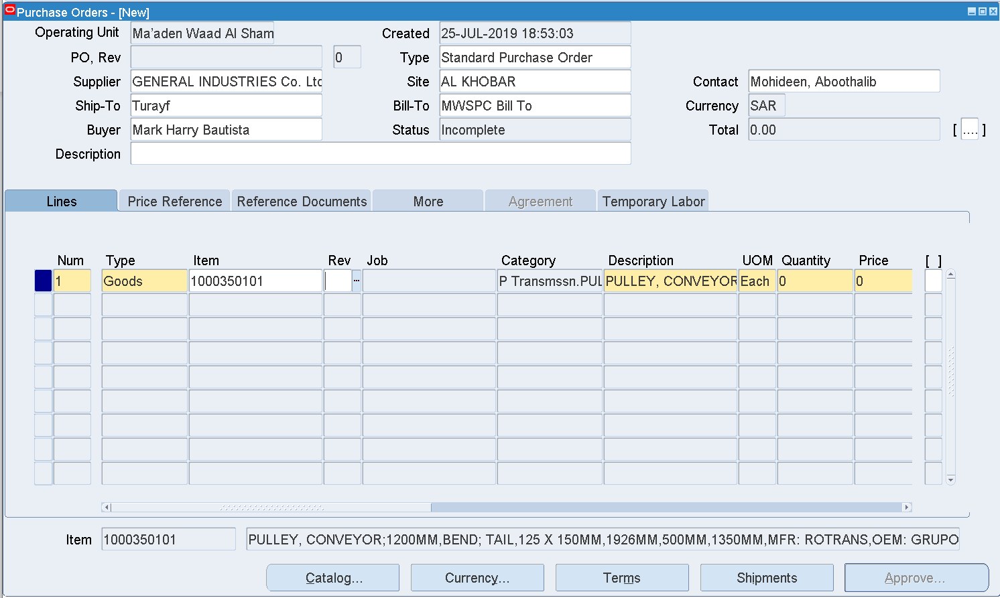 Purchase Orders - [New]
Operating Unit Ma'aden Waad Al Sham Created 25-JUL-2019 18:53:03
PO, Rev 0 Type Standard Purchase Order
Supplier GENERAL INDUSTRIES Co. Ltd Site AL KHOBAR Contact Mohideen, Aboothalib
Ship-To Turayf Bill-To MWSPC Bill To Currency SAR
Buyer Mark Harry Bautista Status Incomplete Total 0.00 [ .... ]
Description
Lines Price Reference Reference Documents More Agreement Temporary Labor
Num Type Item Rev Job Category Description UOM Quantity Price [ ]
1 Goods 1000350101 ... P Transmssn.PUL PULLEY, CONVEYOR Each 0 0
Item 1000350101 PULLEY, CONVEYOR;1200MM,BEND; TAIL,125 X 150MM,1926MM,500MM,1350MM,MFR: ROTRANS,OEM: GRUPO
Catalog... Currency... Terms Shipments Approve...